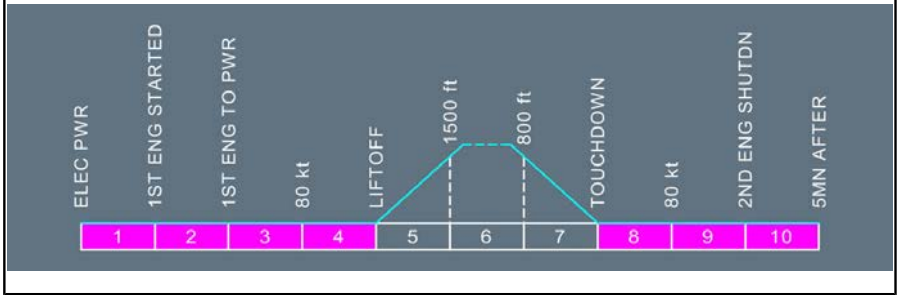 ELEC PWR
1ST ENG STARTED
1ST ENG TO PWR
80 kt
LIFTOFF
1500 ft
800 ft
TOUCHDOWN
80 kt
2ND ENG SHUTDN
5MN AFTER
1 2 3 4 5 6 7 8 9 10